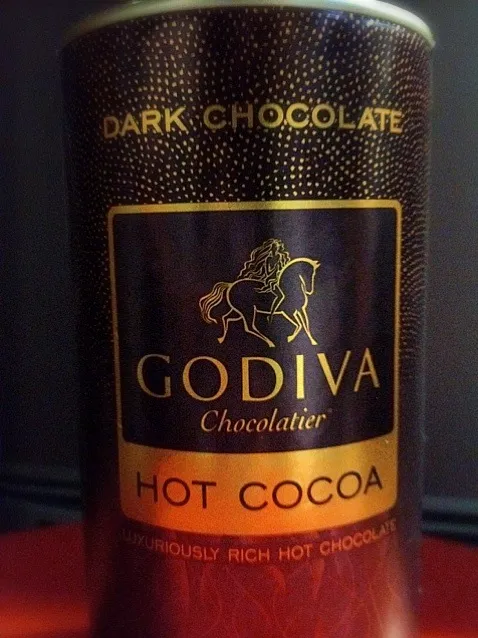 DARK CHOCOLATE
GODIVA
Chocolatier
HOT COCOA
LUXURIOUSLY RICH HOT CHOCOLATE